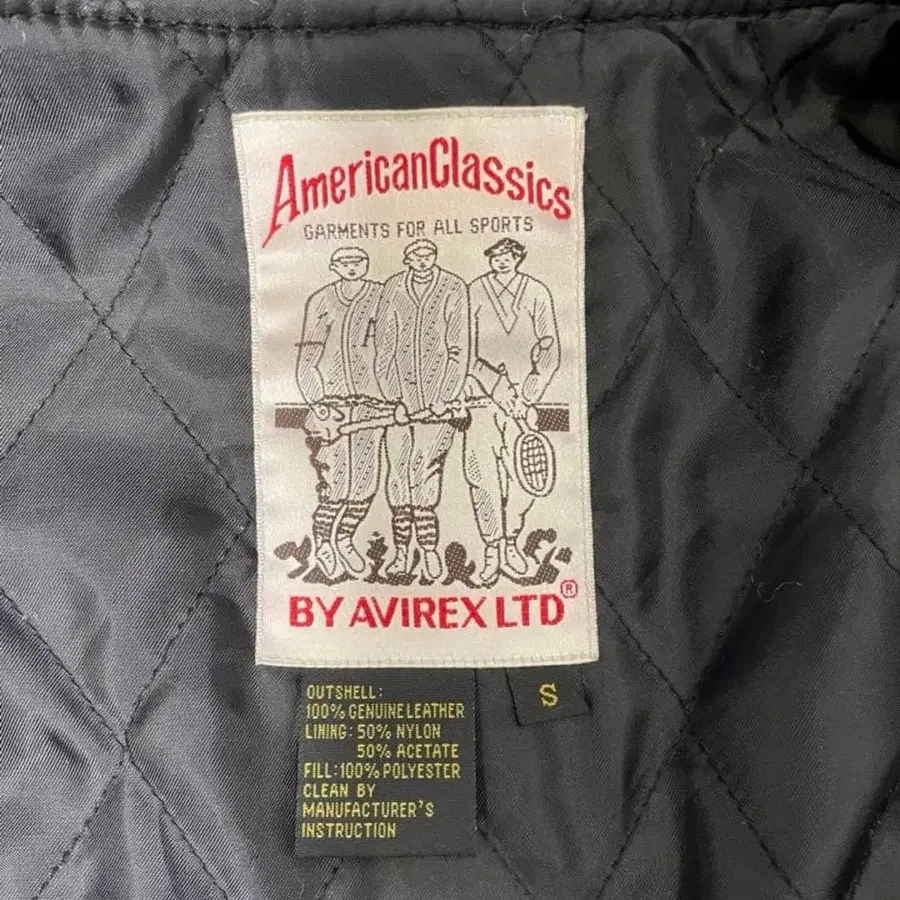 AmericanClassics
GARMENTS FOR ALL SPORTS
A
BY AVIREX LTD®
S
OUTSHELL:
100% GENUINE LEATHER
LINING: 50% NYLON
50% ACETATE
FILL: 100% POLYESTER
CLEAN BY
MANUFACTURER'S
INSTRUCTION